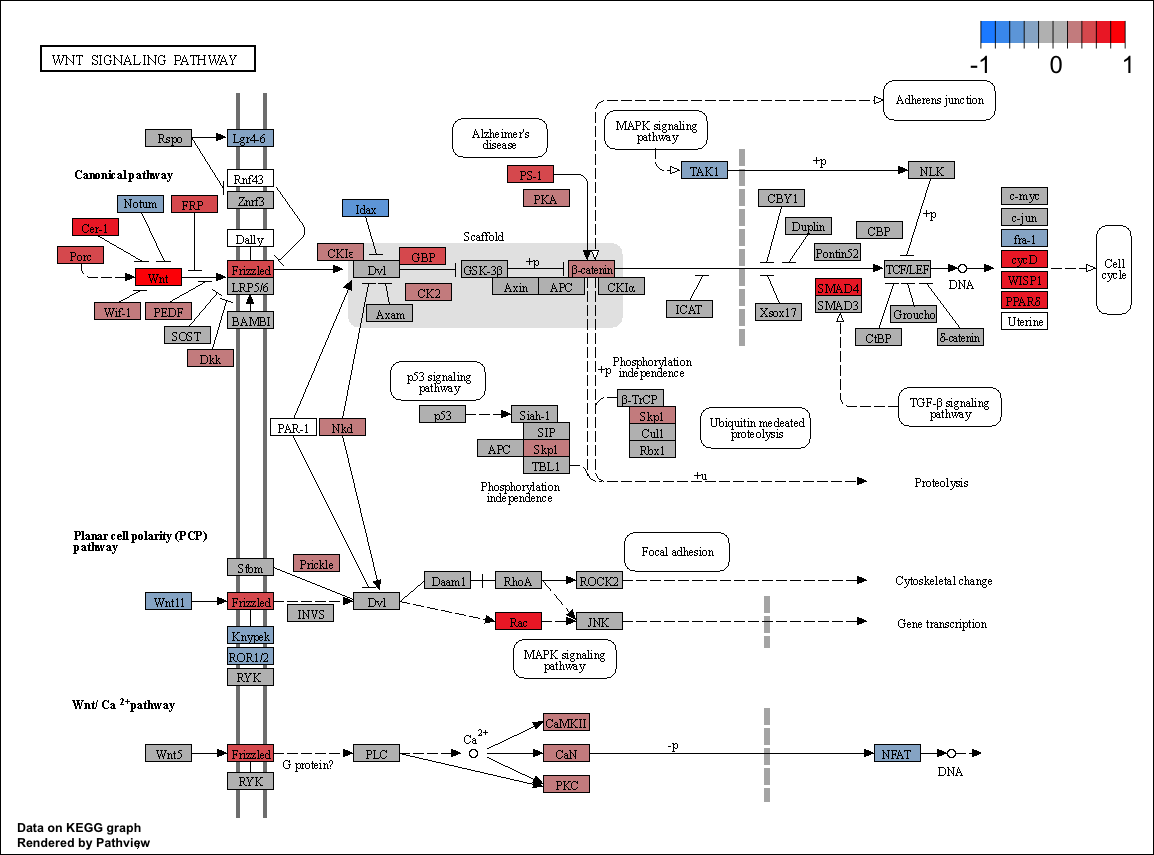 WNT SIGNALING PATHWAY
-1 0 1
Adherens junction
Alzheimer's
disease
MAPK signaling
pathway
Rspo
Lgr4-6
+p
Canonical pathway
Rnf43
PS-1
TAK1
NLK
Notum
FRP
Znrf3
PKA
CBY1
c-myc
Idax
+p
c-jun
Cer-1
Dally
Scaffold
Duplin
CBP
fra-1
Porc
CKIε
GBP
Pontin52
cycD
Wnt
Frizzled
Dvl
GSK-3β
+p
β-catenin
TCF/LEF
DNA
Cell
cycle
LRP5/6
Axin
APC
CKIα
SMAD4
WISP1
Wif-1
PEDF
CK2
ICAT
Xsox17
SMAD3
PPARδ
SOST
BAMBI
Axam
Groucho
Uterine
Dkk
CtBP
δ-catenin
p53 signaling
pathway
+p
Phosphorylation
independence
p53
Siah-1
β-TrCP
TGF-β signaling
pathway
PAR-1
Nkd
SIP
Skp1
Ubiquitin medeated
proteolysis
APC
Skp1
Cul1
TBL1
Rbx1
+u
Phosphorylation
independence
Proteolysis
Planar cell polarity (PCP)
pathway
Focal adhesion
Stbm
Prickle
Daam1
RhoA
ROCK2
Cytoskeletal change
Wnt11
Frizzled
INVS
Dvl
Rac
JNK
Gene transcription
Knypek
ROR1/2
MAPK signaling
pathway
RYK
Wnt/ Ca 2+ pathway
CaMKII
Ca2+
Wnt5
Frizzled
G protein?
PLC
CaN
-p
NFAT
DNA
RYK
PKC
Data on KEGG graph
Rendered by Pathview